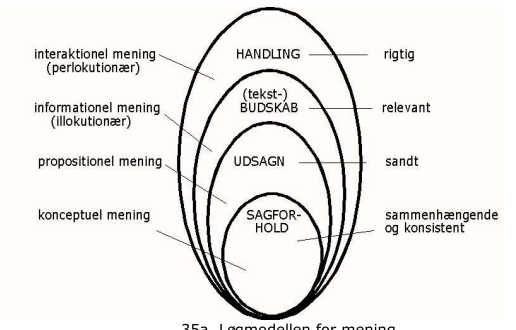 interaktionel mening
(perlokutionær)
HANDLING
rigtig
informationel mening
(illokutionær)
(tekst-)
BUDSKAB
relevant
propositionel mening
UDSAGN
sandt
konceptuel mening
SAGFOR-
HOLD
sammenhængende
og konsistent
35a. Løgmodellen for mening